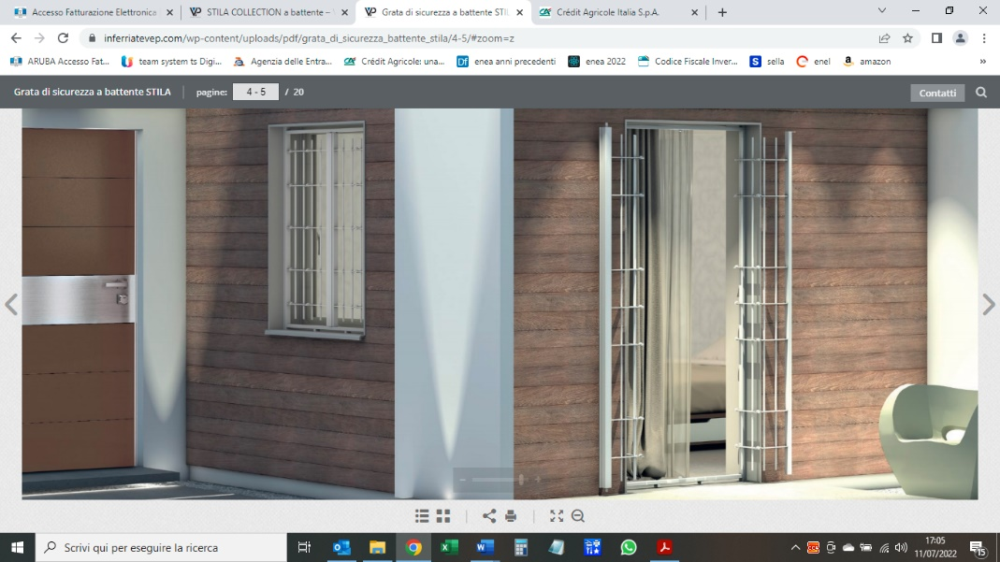 Accesso Fatturazione Elettronica
STILA COLLECTION a battente –
Grata di sicurezza a battente STI
Crédit Agricole Italia S.p.A.
inferriatevep.com/wp-content/uploads/pdf/grata_di_sicurezza_battente_stila/4-5/#zoom=z
ARUBA Accesso Fat...
team system ts Digi...
Agenzia delle Entra...
Crédit Agricole: una...
Df enea anni precedenti
enea 2022
Codice Fiscale Inver...
S sella
enel
a amazon
»
Grata di sicurezza a battente STILA
pagine: 4 - 5 / 20
Contatti
Scrivi qui per eseguire la ricerca
17:05
11/07/2022
15